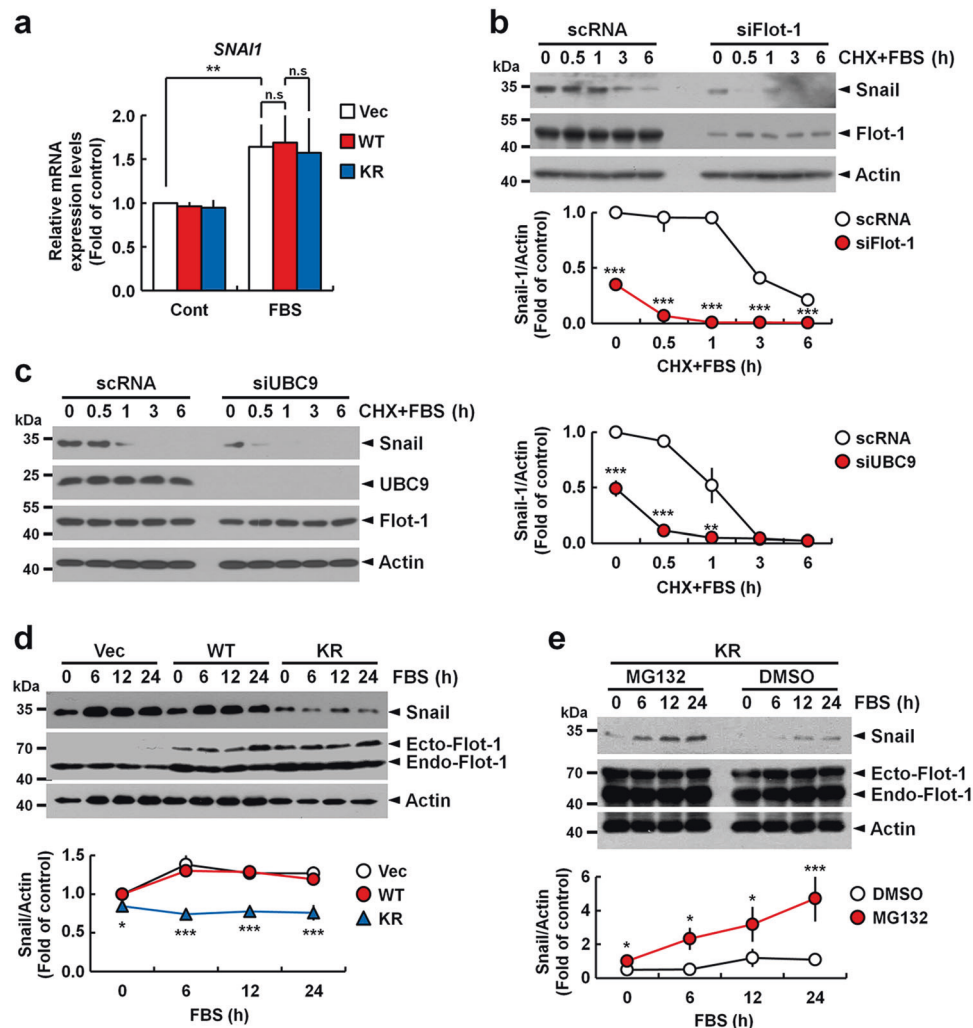 a
SNAI1
**
n.s
n.s
Vec
WT
KR
Relative mRNA
expression levels
(Fold of control)
2.0
1.5
1.0
0.5
0.0
Cont FBS
b
scRNA siFlot-1
0 0.5 1 3 6 0 0.5 1 3 6 CHX+FBS (h)
kDa
35
Snail
55
40
Flot-1
40
Actin
Snail-1/Actin
(Fold of control)
1.0
0.5
0.0
scRNA
siFlot-1
*** *** *** *** ***
0 0.5 1 3 6
CHX+FBS (h)
c
scRNA siUBC9
0 0.5 1 3 6 0 0.5 1 3 6 CHX+FBS (h)
kDa
35
Snail
25
UBC9
55
40
Flot-1
40
Actin
Snail-1/Actin
(Fold of control)
1.0
0.5
0.0
scRNA
siUBC9
*** *** **
0 0.5 1 3 6
CHX+FBS (h)
d
Vec WT KR
0 6 12 24 0 6 12 24 0 6 12 24 FBS (h)
kDa
35
Snail
70
Ecto-Flot-1
Endo-Flot-1
40
40
Actin
Snail/Actin
(Fold of control)
1.5
1.0
0.5
0.0
Vec
WT
KR
* *** *** ***
0 6 12 24
FBS (h)
e
KR
MG132 DMSO
0 6 12 24 0 6 12 24 FBS (h)
kDa
35
Snail
70
Ecto-Flot-1
Endo-Flot-1
40
40
Actin
Snail/Actin
(Fold of control)
6
4
2
0
DMSO
MG132
* * * ***
0 6 12 24
FBS (h)